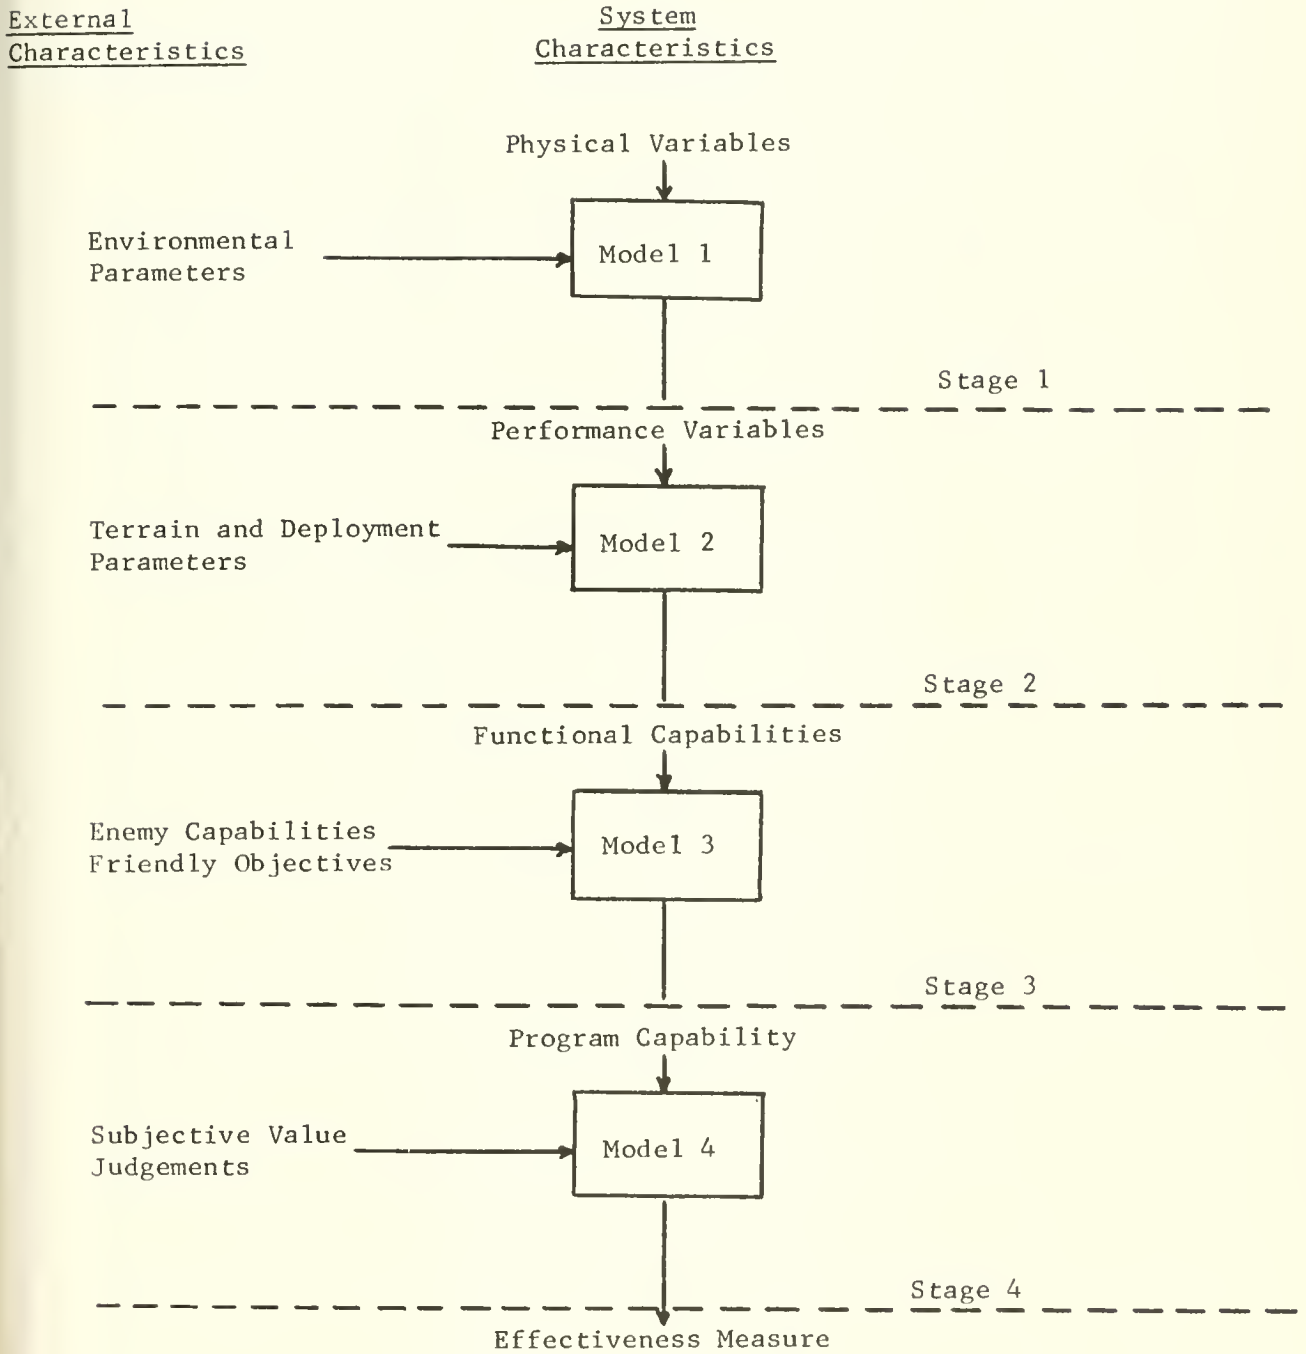 External
Characteristics
System
Characteristics
Physical Variables
Environmental
Parameters
Model 1
Stage 1
Performance Variables
Terrain and Deployment
Parameters
Model 2
Stage 2
Functional Capabilities
Enemy Capabilities
Friendly Objectives
Model 3
Stage 3
Program Capability
Subjective Value
Judgements
Model 4
Stage 4
Effectiveness Measure